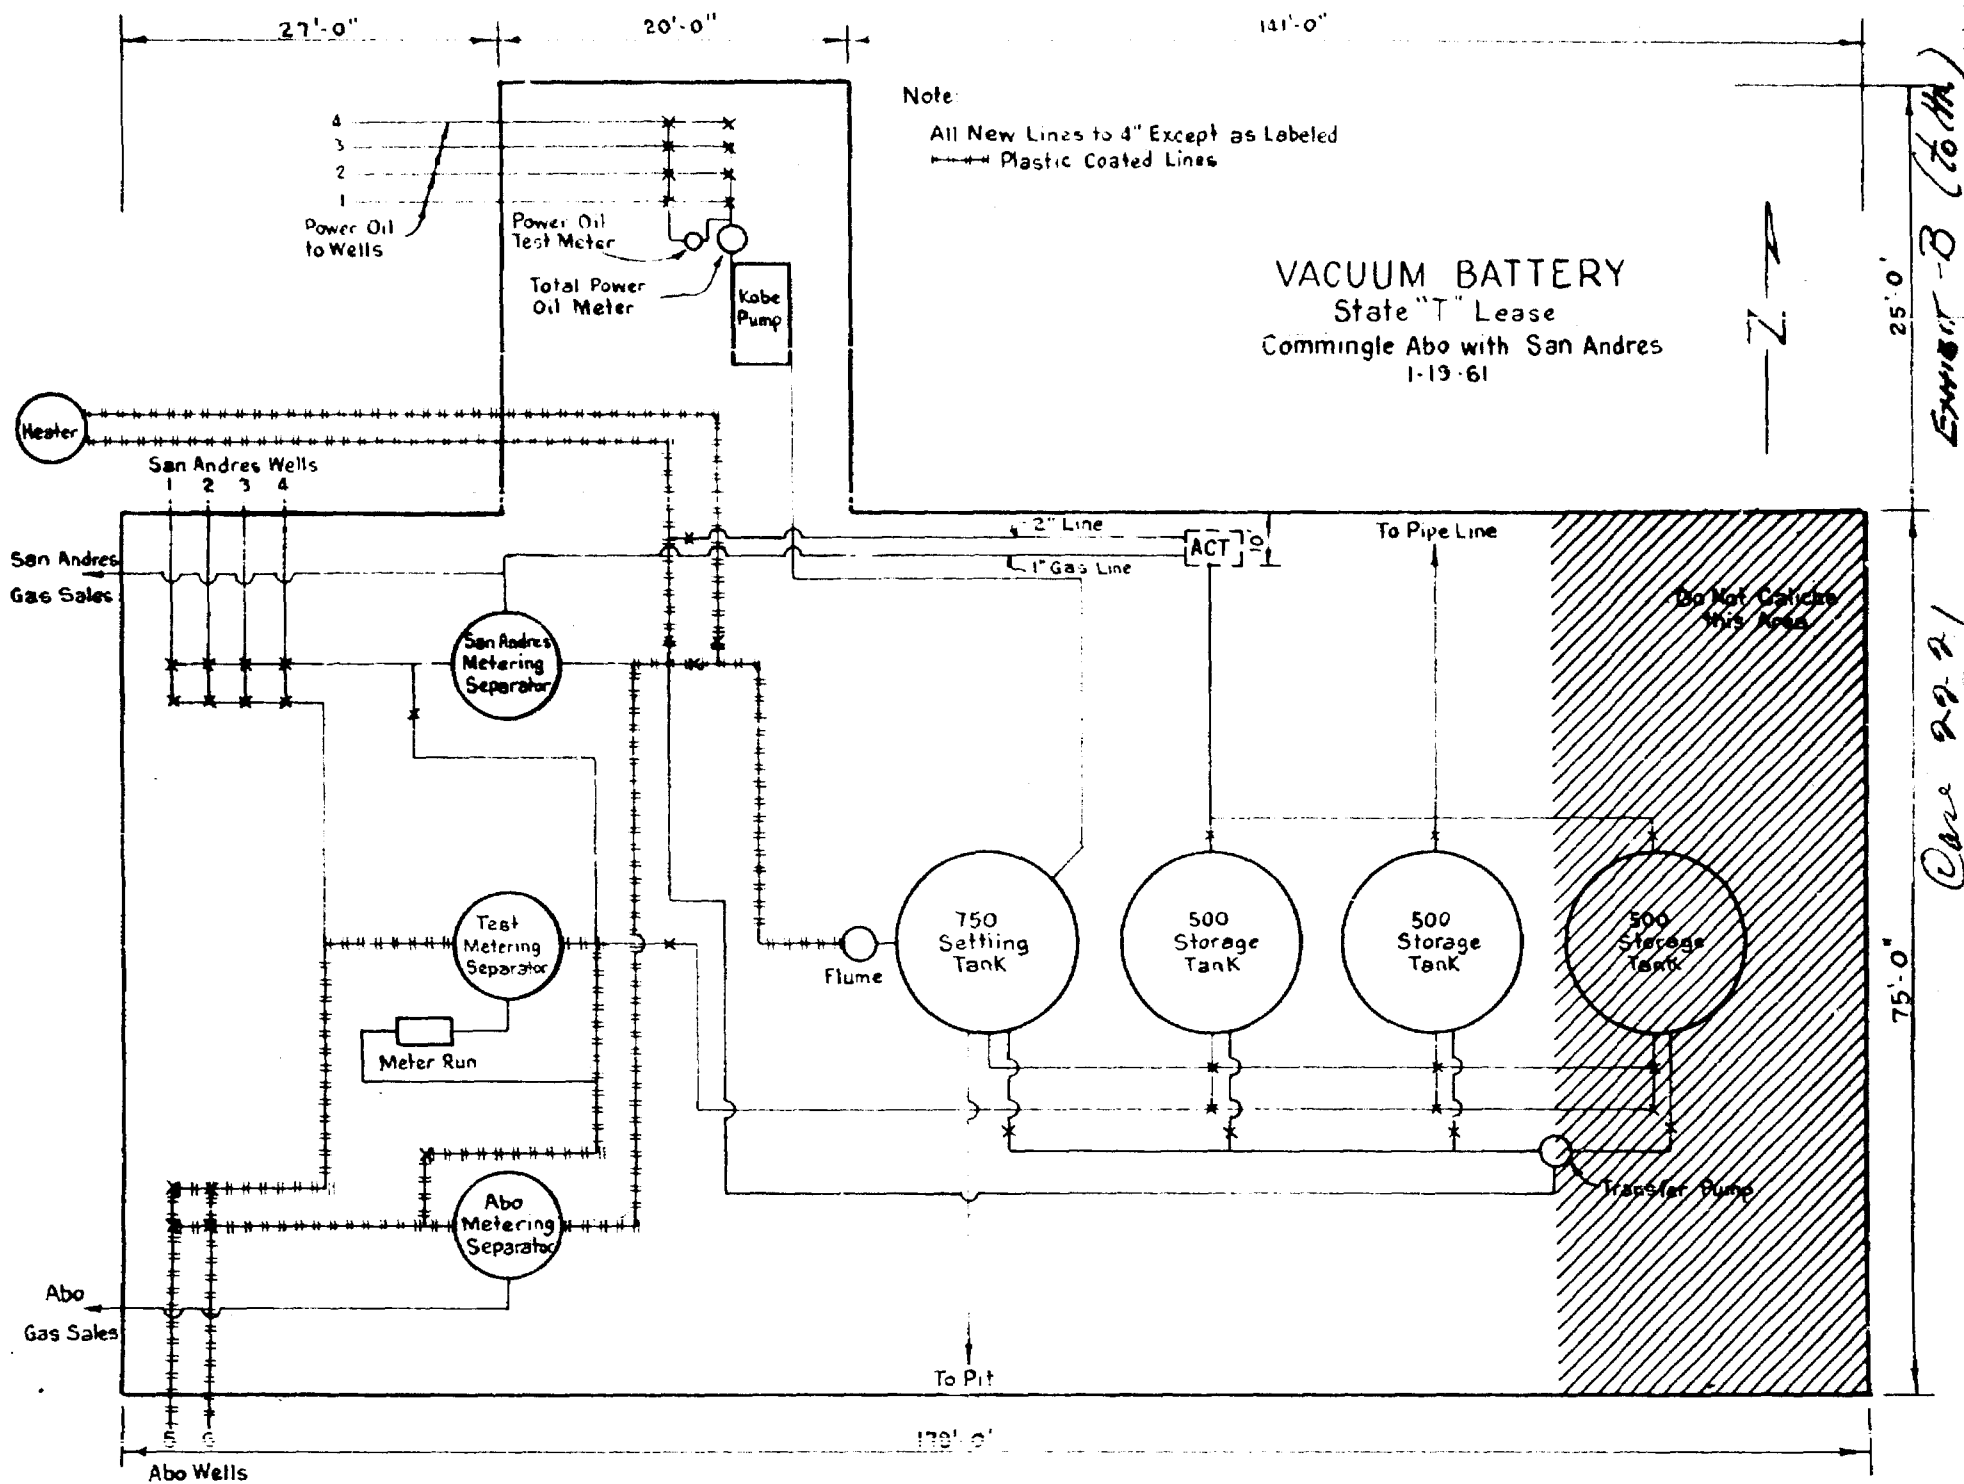 27'-0"
20'-0"
141'-0"
Note:
All New Lines to 4" Except as Labeled
Plastic Coated Lines
4
3
2
1
Power Oil
to Wells
Power Oil
Test Meter
Total Power
Oil Meter
Kobe
Pump
VACUUM BATTERY
State "T" Lease
Commingle Abo with San Andres
1-19-61
Z
25'-0'
EXHIBIT-B
Case 2221
75'-0"
Heater
San Andres Wells
1 2 3 4
San Andres
Gas Sales
2" Line
1" Gas Line
ACT
10'
To Pipe Line
Do Not Caliche
this Area
San Andres
Metering
Separator
Test
Metering
Separator
Meter Run
Flume
750
Settling
Tank
500
Storage
Tank
500
Storage
Tank
500
Storage
Tank
Transfer Pump
Abo
Metering
Separator
Abo
Gas Sales
To Pit
5 6
Abo Wells
178'-0'